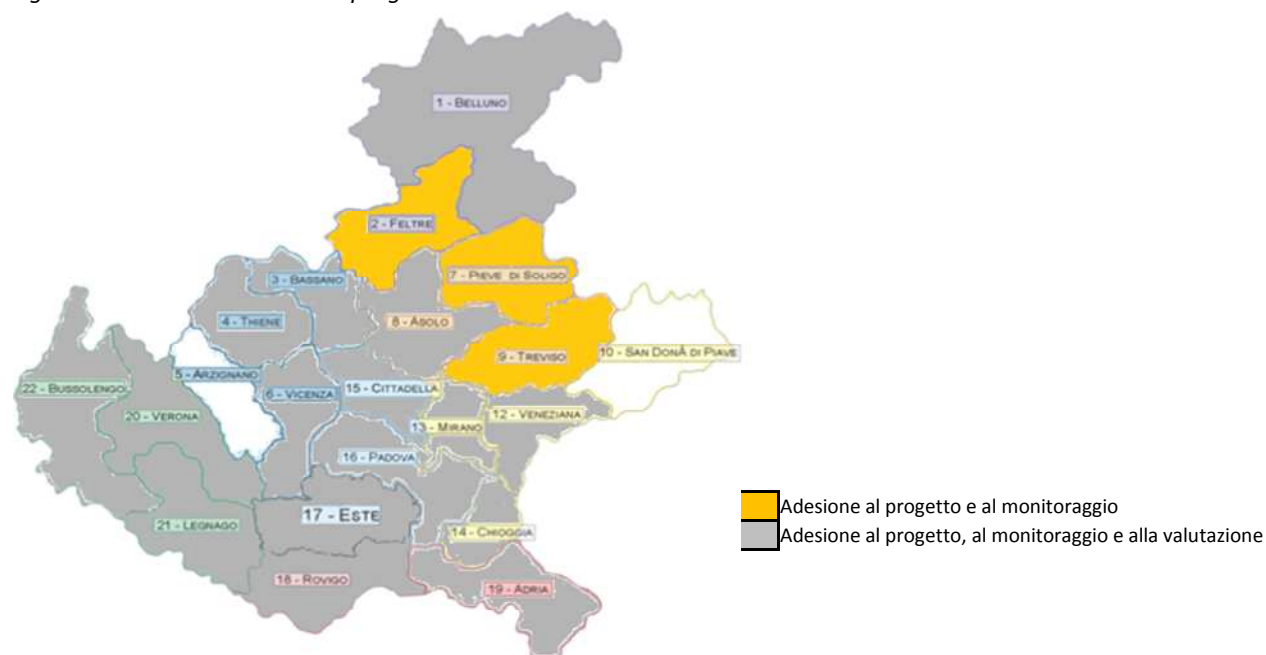 1 - BELLUNO
2 - FELTRE
3 - BASSANO
7 - PIEVE DI SOLIGO
4 - THIENE
8 - ASOLO
10 - SAN DONÀ DI PIAVE
9 - TREVISO
5 - ARZIGNANO
22 - BUSSOLENGO
6 - VICENZA
15 - CITTADELLA
20 - VERONA
12 - VENEZIANA
13 - MIRANO
16 - PADOVA
17 - ESTE
21 - LEGNAGO
14 - CHIOGGIA
18 - ROVIGO
19 - ADRIA
Adesione al progetto e al monitoraggio
Adesione al progetto, al monitoraggio e alla valutazione